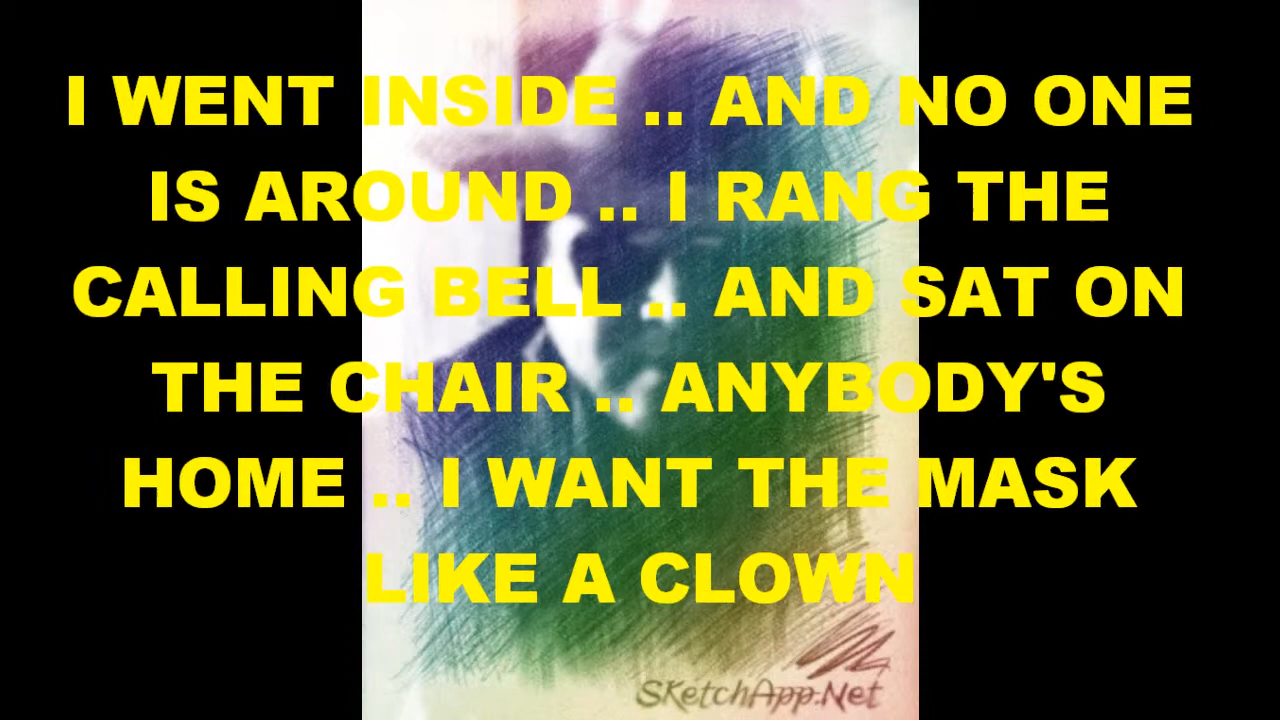 I WENT INSIDE .. AND NO ONE
IS AROUND .. I RANG THE
CALLING BELL .. AND SAT ON
THE CHAIR .. ANYBODY'S
HOME .. I WANT THE MASK
LIKE A CLOWN
SketchApp.Net